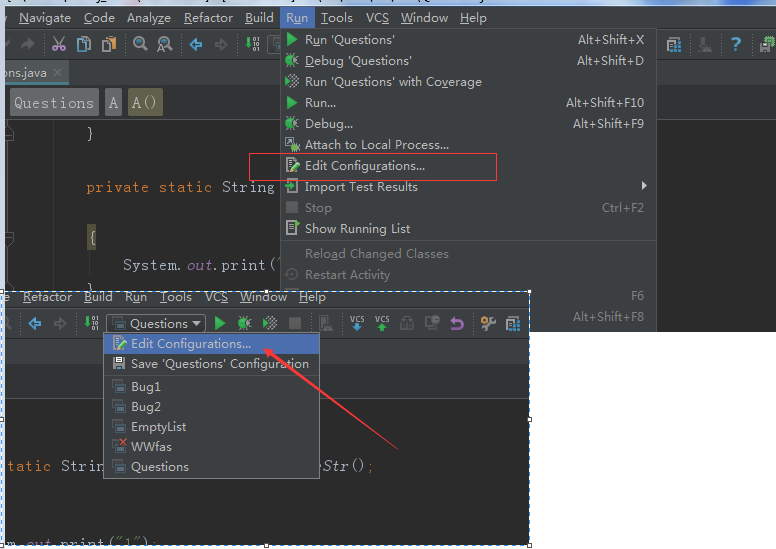 Navigate Code Analyze Refactor Build Run Tools VCS Window Help
Run 'Questions' Alt+Shift+X
Debug 'Questions' Alt+Shift+D
Run 'Questions' with Coverage
Run... Alt+Shift+F10
Debug... Alt+Shift+F9
Attach to Local Process...
Edit Configurations...
Import Test Results
Stop Ctrl+F2
Show Running List
Reload Changed Classes
Restart Activity
F6
Alt+Shift+F8
ons.java
Questions A A()
}
private static String
{
System.out.print("
}
Refactor Build Run Tools VCS Window Help
Questions VCS VCS
Edit Configurations...
Save 'Questions' Configuration
Bug1
Bug2
EmptyList
WWfas
Questions
tatic Strin rStr();
m.out.print("1");